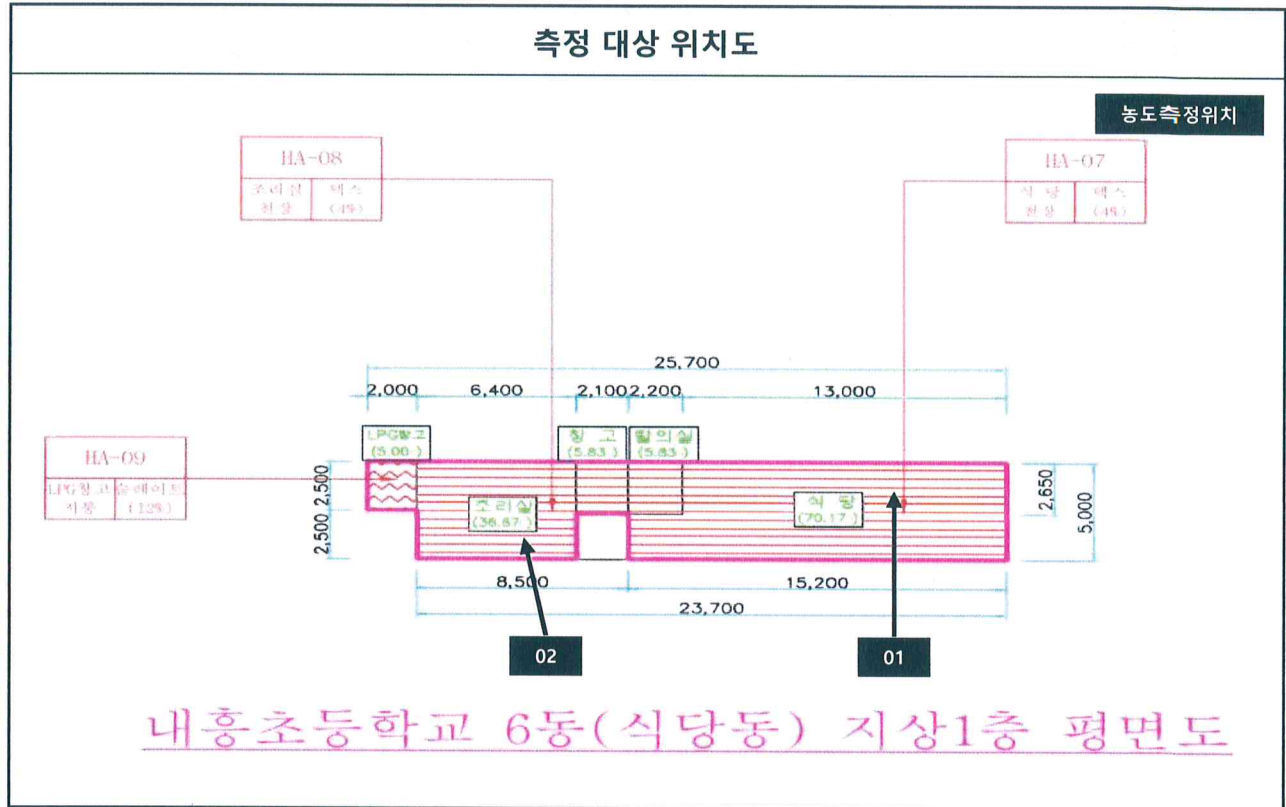 측정 대상 위치도
농도측정위치
HA-08
조리실 텍스
천장 (4%)
HA-07
식당 텍스
천장 (4%)
25,700
2,000 6,400 2,100 2,200 13,000
LPG창고 창고 탈의실
(5.00) (5.83) (5.83)
HA-09
LPG창고 슬레이트
지붕 (12%)
2,500
2,500
조리실
(36.67)
식당
(70.17)
2,650
5,000
8,500 15,200
23,700
02 01
내흥초등학교 6동(식당동) 지상1층 평면도